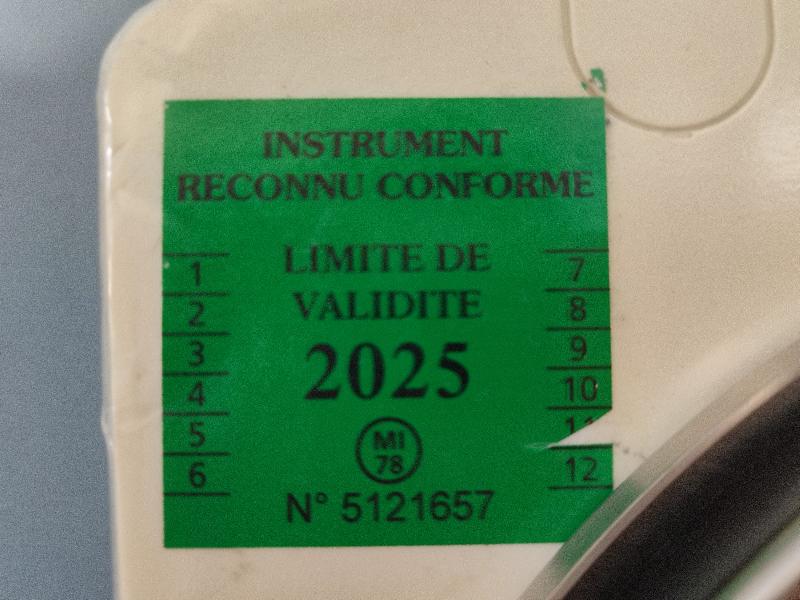 INSTRUMENT
RECONNU CONFORME
LIMITE DE
VALIDITE
2025
MI
78
N° 5121657
1
2
3
4
5
6
7
8
9
10
11
12